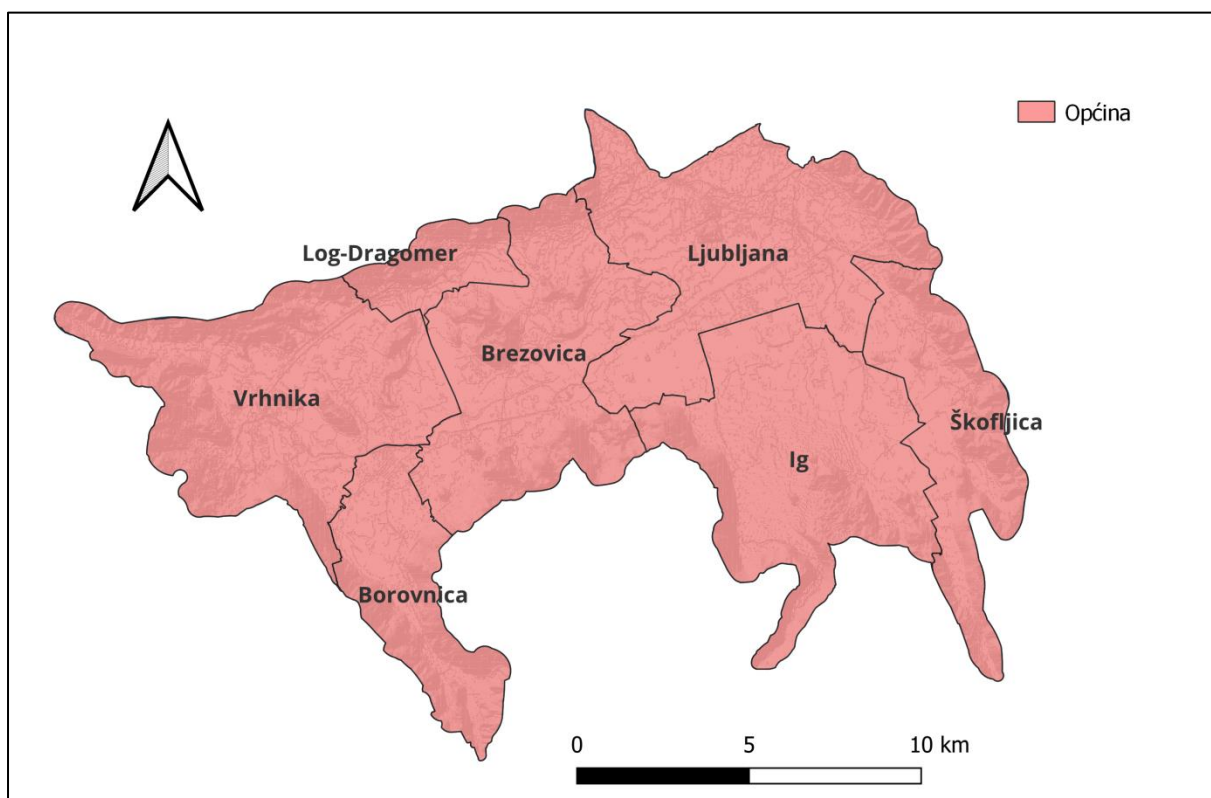 Općina
Log-Dragomer
Ljubljana
Brezovica
Vrhnika
Škofljica
Ig
Borovnica
0 5 10 km